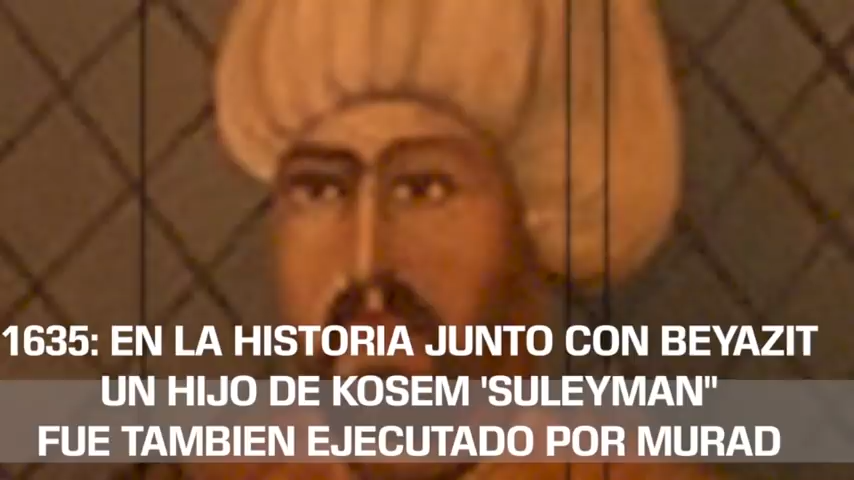 1635: EN LA HISTORIA JUNTO CON BEYAZIT
UN HIJO DE KOSEM 'SULEYMAN"
FUE TAMBIEN EJECUTADO POR MURAD